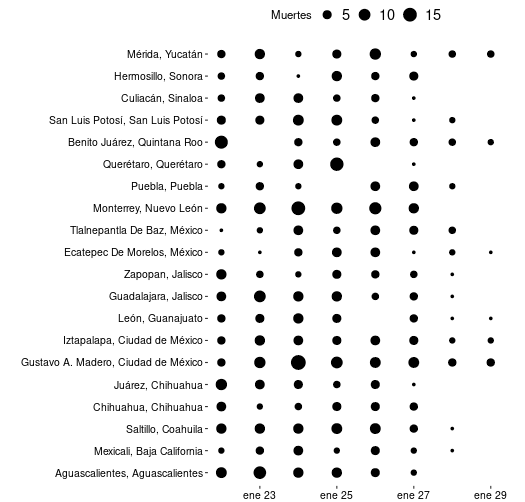 Muertes 5 10 15
Mérida, Yucatán
Hermosillo, Sonora
Culiacán, Sinaloa
San Luis Potosí, San Luis Potosí
Benito Juárez, Quintana Roo
Querétaro, Querétaro
Puebla, Puebla
Monterrey, Nuevo León
Tlalnepantla De Baz, México
Ecatepec De Morelos, México
Zapopan, Jalisco
Guadalajara, Jalisco
León, Guanajuato
Iztapalapa, Ciudad de México
Gustavo A. Madero, Ciudad de México
Juárez, Chihuahua
Chihuahua, Chihuahua
Saltillo, Coahuila
Mexicali, Baja California
Aguascalientes, Aguascalientes
ene 23 ene 25 ene 27 ene 29